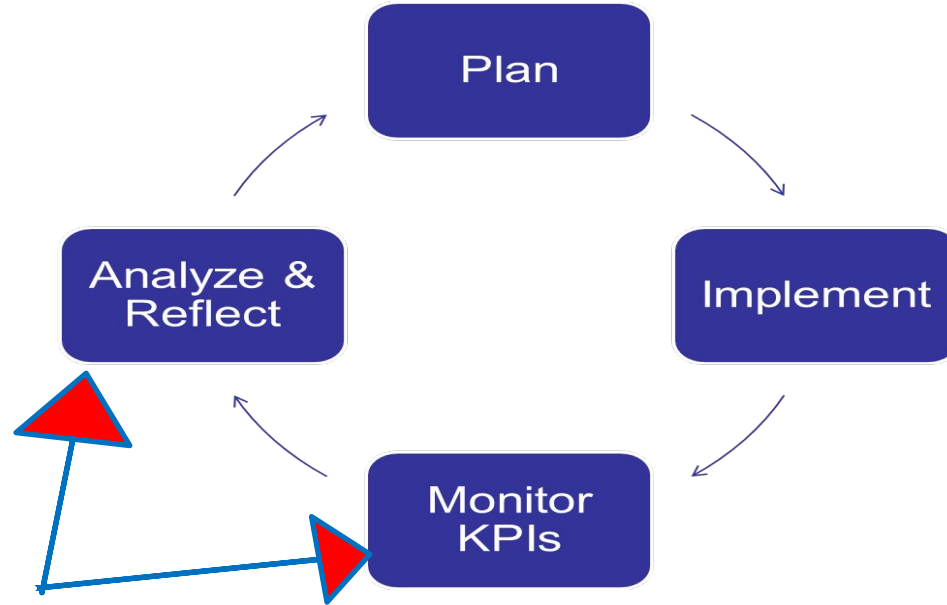 Plan
Implement
Monitor
KPIs
Analyze &
Reflect